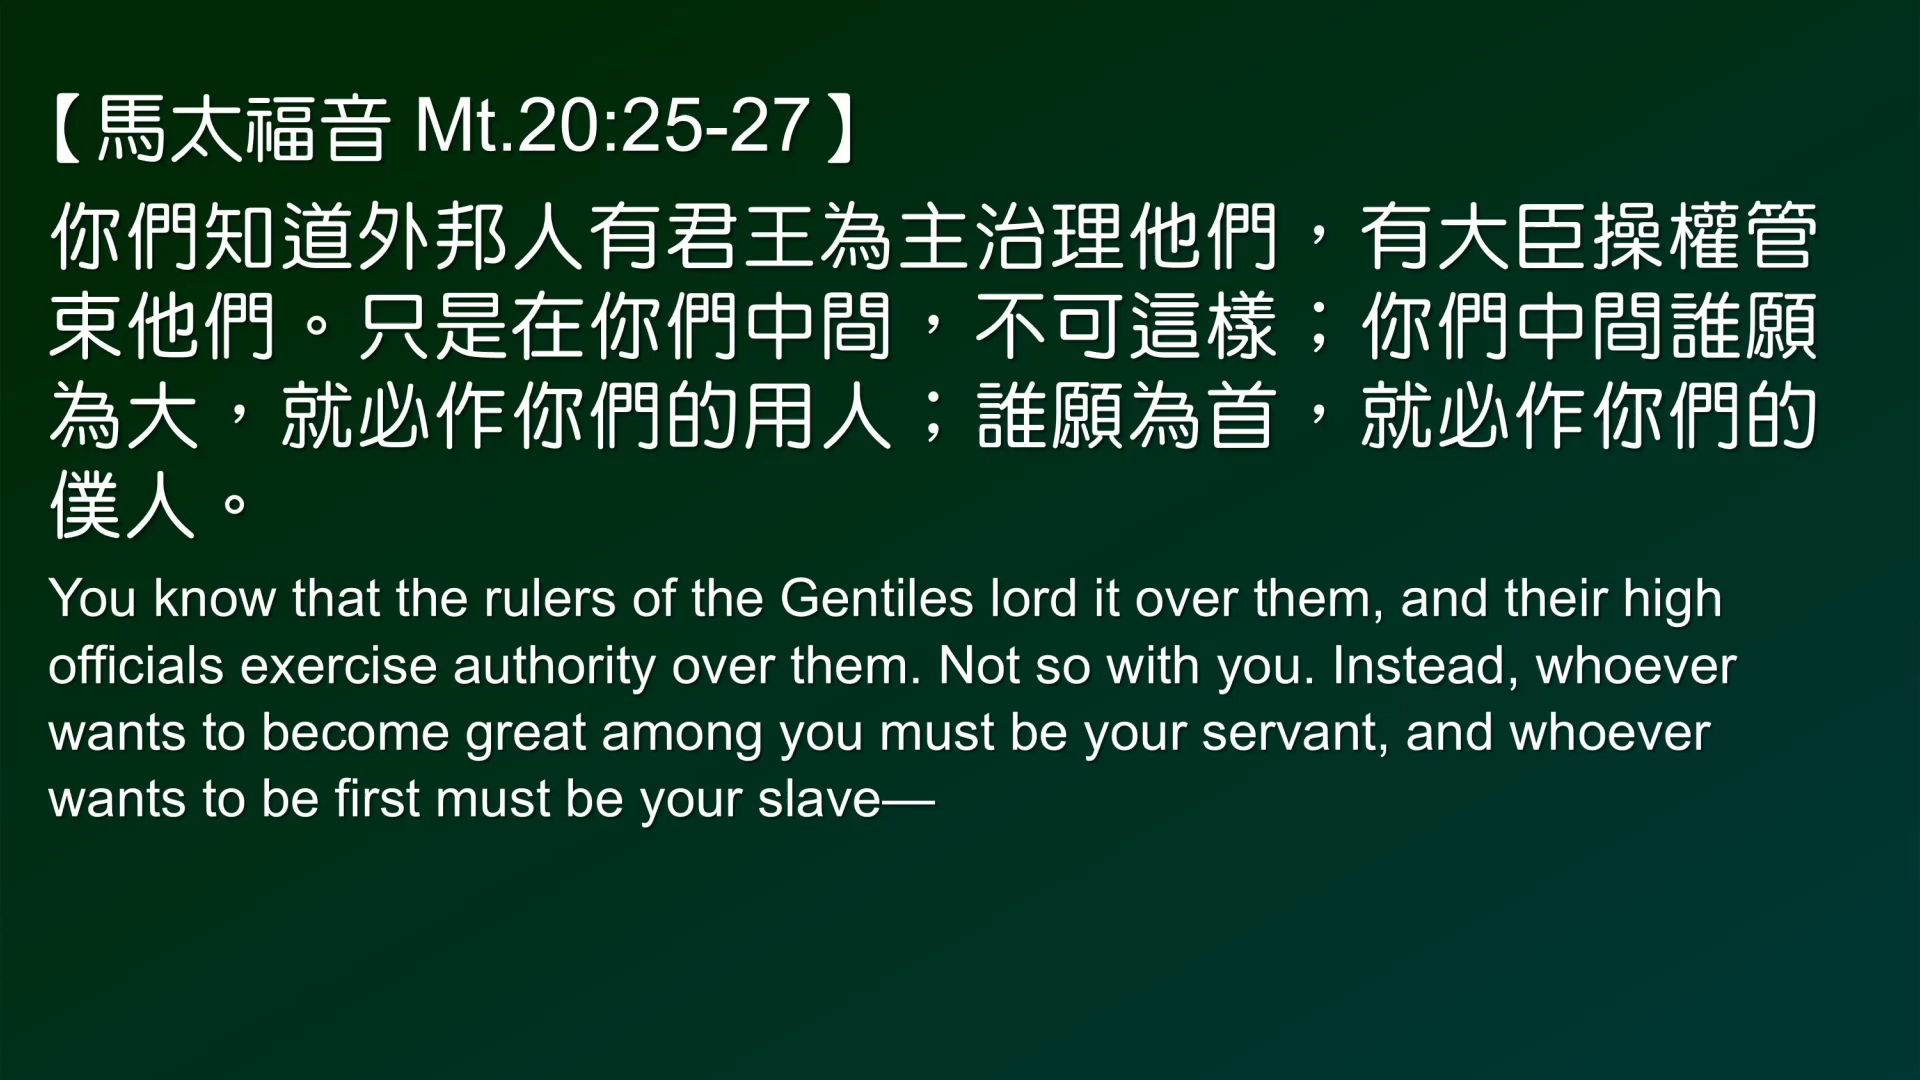 【馬太福音 Mt.20:25-27】
你們知道外邦人有君王為主治理他們，有大臣操權管
束他們。只是在你們中間，不可這樣；你們中間誰願
為大，就必作你們的用人；誰願為首，就必作你們的
僕人。
You know that the rulers of the Gentiles lord it over them, and their high
officials exercise authority over them. Not so with you. Instead, whoever
wants to become great among you must be your servant, and whoever
wants to be first must be your slave—